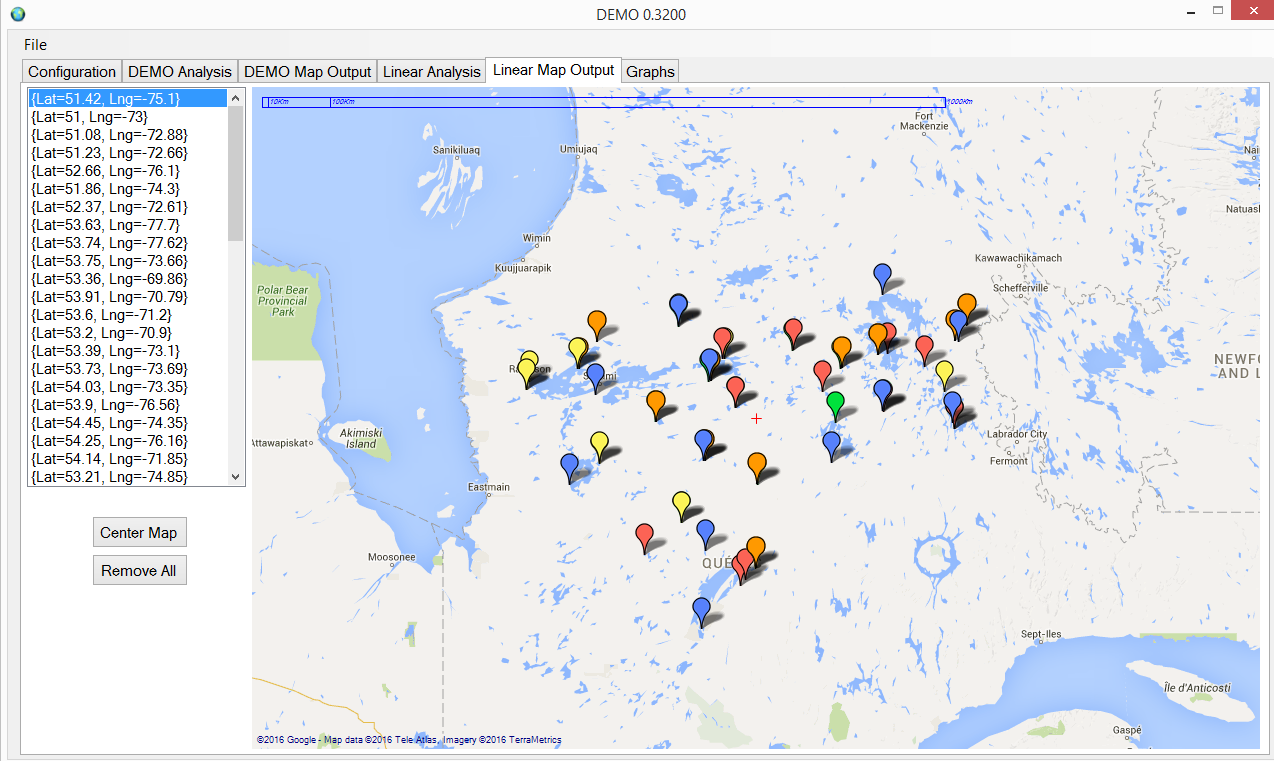 DEMO 0.3200
File
Configuration
DEMO Analysis
DEMO Map Output
Linear Analysis
Linear Map Output
Graphs
{Lat=51.42, Lng=-75.1}
{Lat=51, Lng=-73}
{Lat=51.08, Lng=-72.88}
{Lat=51.23, Lng=-72.66}
{Lat=52.66, Lng=-76.1}
{Lat=51.86, Lng=-74.3}
{Lat=52.37, Lng=-72.61}
{Lat=53.63, Lng=-77.7}
{Lat=53.74, Lng=-77.62}
{Lat=53.75, Lng=-73.66}
{Lat=53.36, Lng=-69.86}
{Lat=53.91, Lng=-70.79}
{Lat=53.6, Lng=-71.2}
{Lat=53.2, Lng=-70.9}
{Lat=53.39, Lng=-73.1}
{Lat=53.73, Lng=-73.69}
{Lat=54.03, Lng=-73.35}
{Lat=53.9, Lng=-76.56}
{Lat=54.45, Lng=-74.35}
{Lat=54.25, Lng=-76.16}
{Lat=54.14, Lng=-71.85}
{Lat=53.21, Lng=-74.85}
Center Map
Remove All
10Km
100Km
1000Km
Fort
Mackenzie
Sanikiluaq
Umiujaq
Nai
Natuas
Wimin
Kuujjuarapik
Kawawachikamach
Schefferville
Polar Bear
Provincial
Park
NEWF
AND L
Attawapiskat
Akimiski
Island
Labrador City
Fermont
Eastmain
Moosonee
QUÉ
Sept-Iles
Île d'Anticosti
Gaspé
©2016 Google - Map data ©2016 Tele Atlas, Imagery ©2016 TerraMetrics